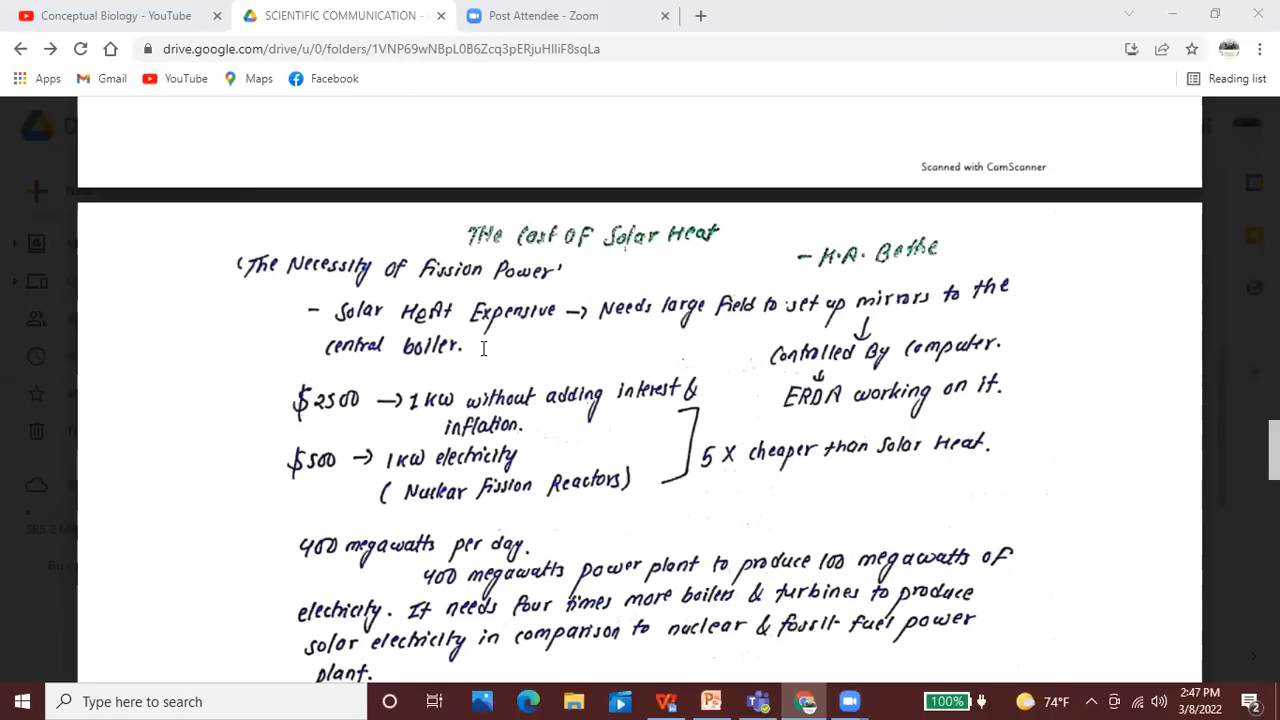 Conceptual Biology - YouTube
SCIENTIFIC COMMUNICATION -
Post Attendee - Zoom
drive.google.com/drive/u/0/folders/1VNP69wNBpL0B6Zcq3pERjuHIliF8sqLa
Apps Gmail YouTube Maps Facebook Reading list
Scanned with CamScanner
THe Cost OF Solar Heat
- H.A. Bethe
'The Necessity of Fission Power'
- Solar HeAt Expensive → Needs large field to set up mirrors to the
central boiler.
Controlled By computer.
ERDA working on it.
$2500 → 1 KW without adding interest &
inflation.
$500 → 1KW electricity
(Nuclear Fission Reactors)
5 X cheaper than Solar Heat.
400 megawatts per day.
400 megawatts power plant to produce 100 megawatts of
electricity. It needs four times more boilers & turbines to produce
solar electricity in comparison to nuclear & fossil-fuel power
plant.
585.2
Type here to search
100%
74°F
2:47 PM
3/8/2022
2